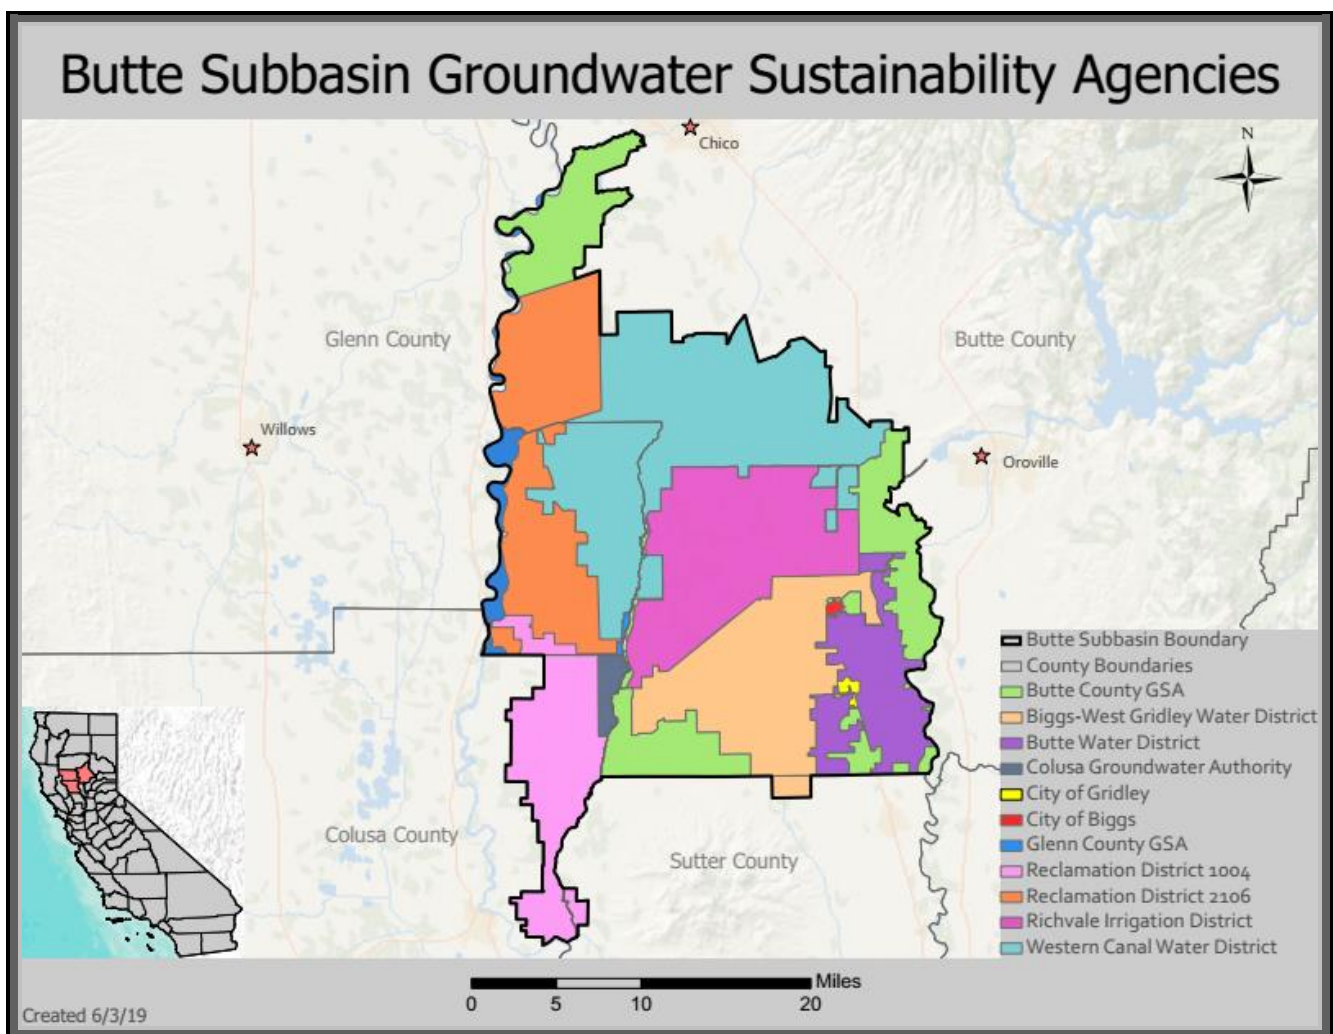 Butte Subbasin Groundwater Sustainability Agencies
N
Chico
Glenn County
Butte County
Willows
Oroville
Butte Subbasin Boundary
County Boundaries
Butte County GSA
Biggs-West Gridley Water District
Butte Water District
Colusa Groundwater Authority
City of Gridley
City of Biggs
Glenn County GSA
Reclamation District 1004
Reclamation District 2106
Richvale Irrigation District
Western Canal Water District
Colusa County
Sutter County
Miles
0 5 10 20
Created 6/3/19